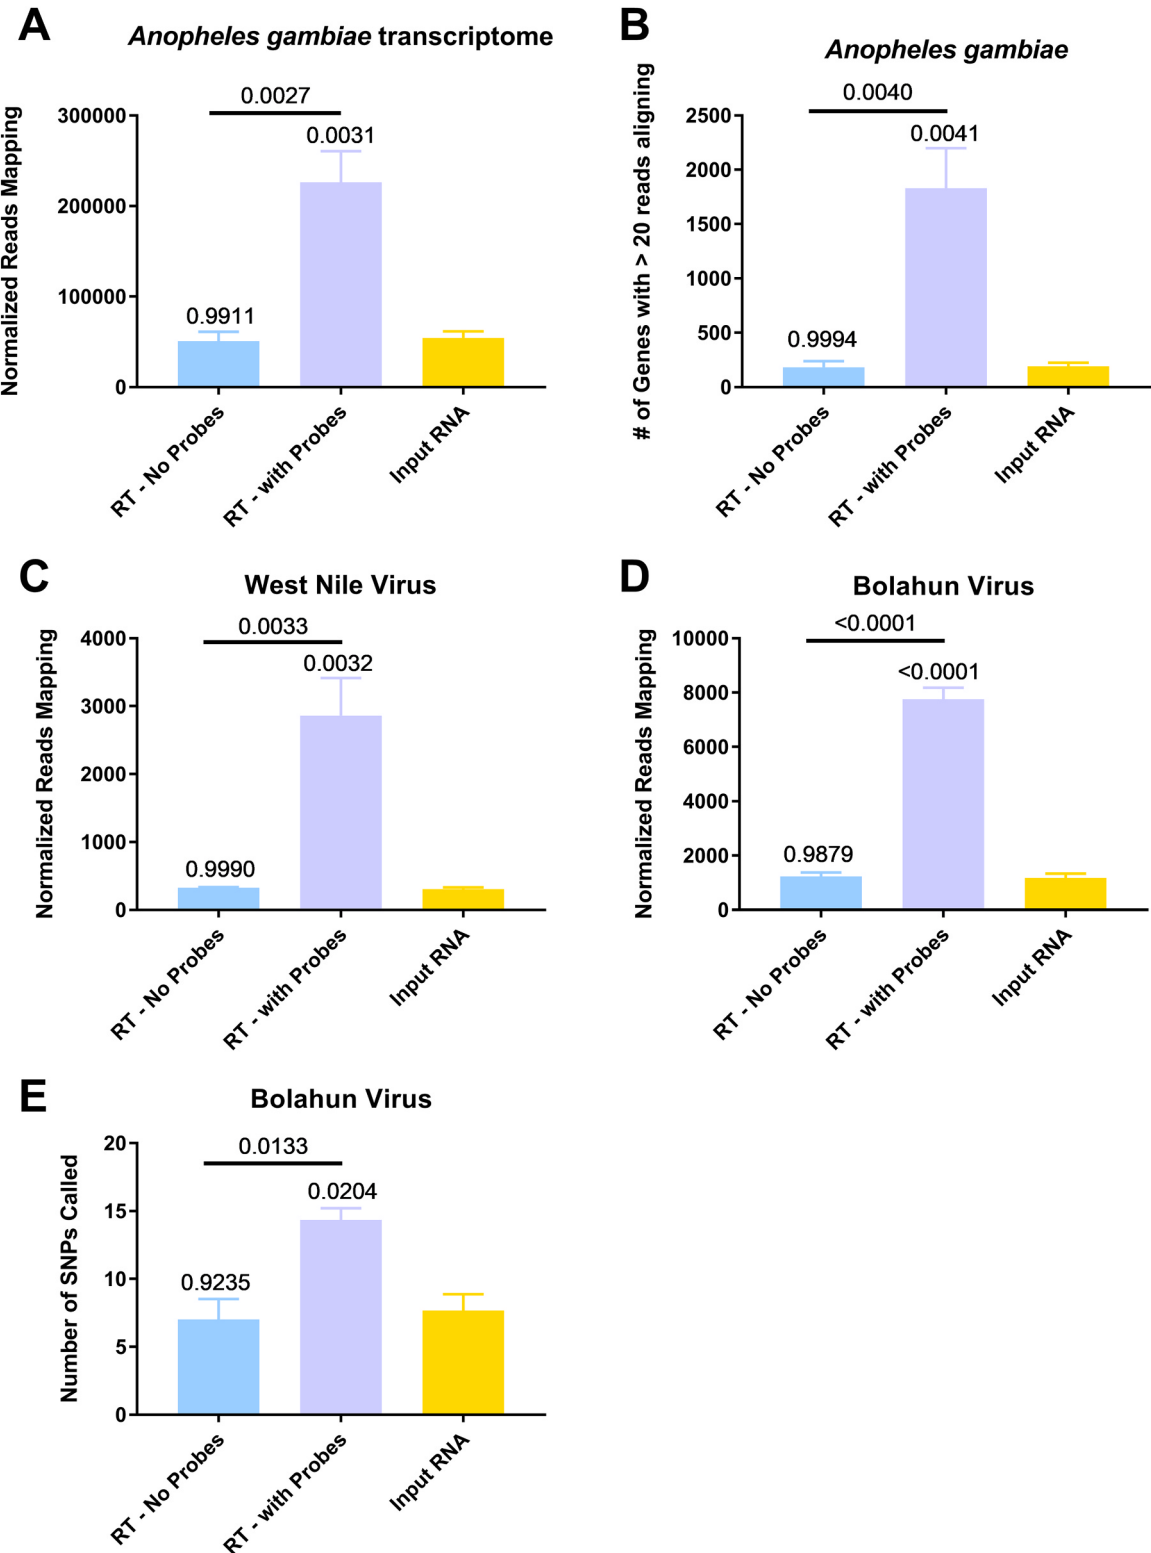 A
Anopheles gambiae transcriptome
Normalized Reads Mapping
300000
200000
100000
0
0.0027
0.9911
0.0031
RT - No Probes
RT - with Probes
Input RNA
B
Anopheles gambiae
# of Genes with > 20 reads aligning
2500
2000
1500
1000
500
0
0.0040
0.9994
0.0041
RT - No Probes
RT - with Probes
Input RNA
C
West Nile Virus
Normalized Reads Mapping
4000
3000
2000
1000
0
0.0033
0.9990
0.0032
RT - No Probes
RT - with Probes
Input RNA
D
Bolahun Virus
Normalized Reads Mapping
10000
8000
6000
4000
2000
0
<0.0001
0.9879
<0.0001
RT - No Probes
RT - with Probes
Input RNA
E
Bolahun Virus
Number of SNPs Called
20
15
10
5
0
0.0133
0.9235
0.0204
RT - No Probes
RT - with Probes
Input RNA